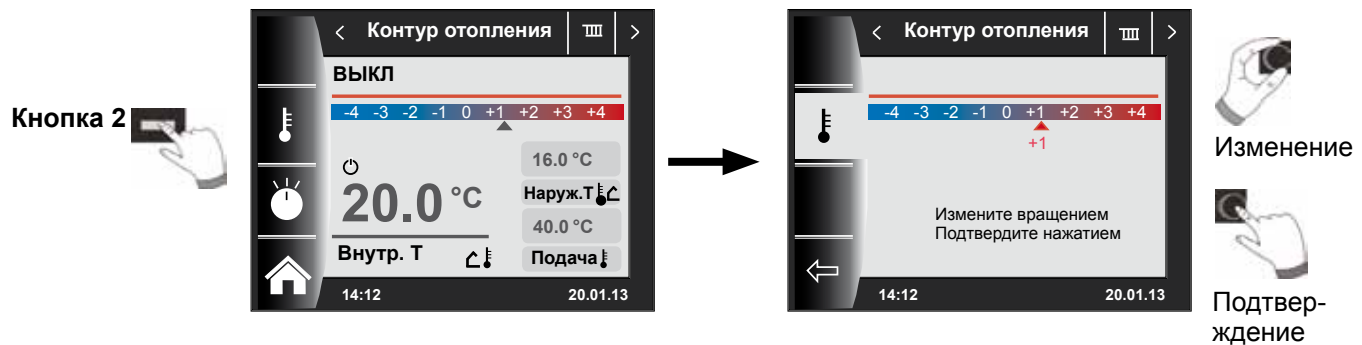 Кнопка 2
< Контур отопления >
ВЫКЛ
-4 -3 -2 -1 0 +1 +2 +3 +4
16.0 °C
20.0 °C
Наруж.Т
40.0 °C
Внутр. Т
Подача
14:12 20.01.13
< Контур отопления >
-4 -3 -2 -1 0 +1 +2 +3 +4
+1
Измените вращением
Подтвердите нажатием
14:12 20.01.13
Изменение
Подтвер-
ждение